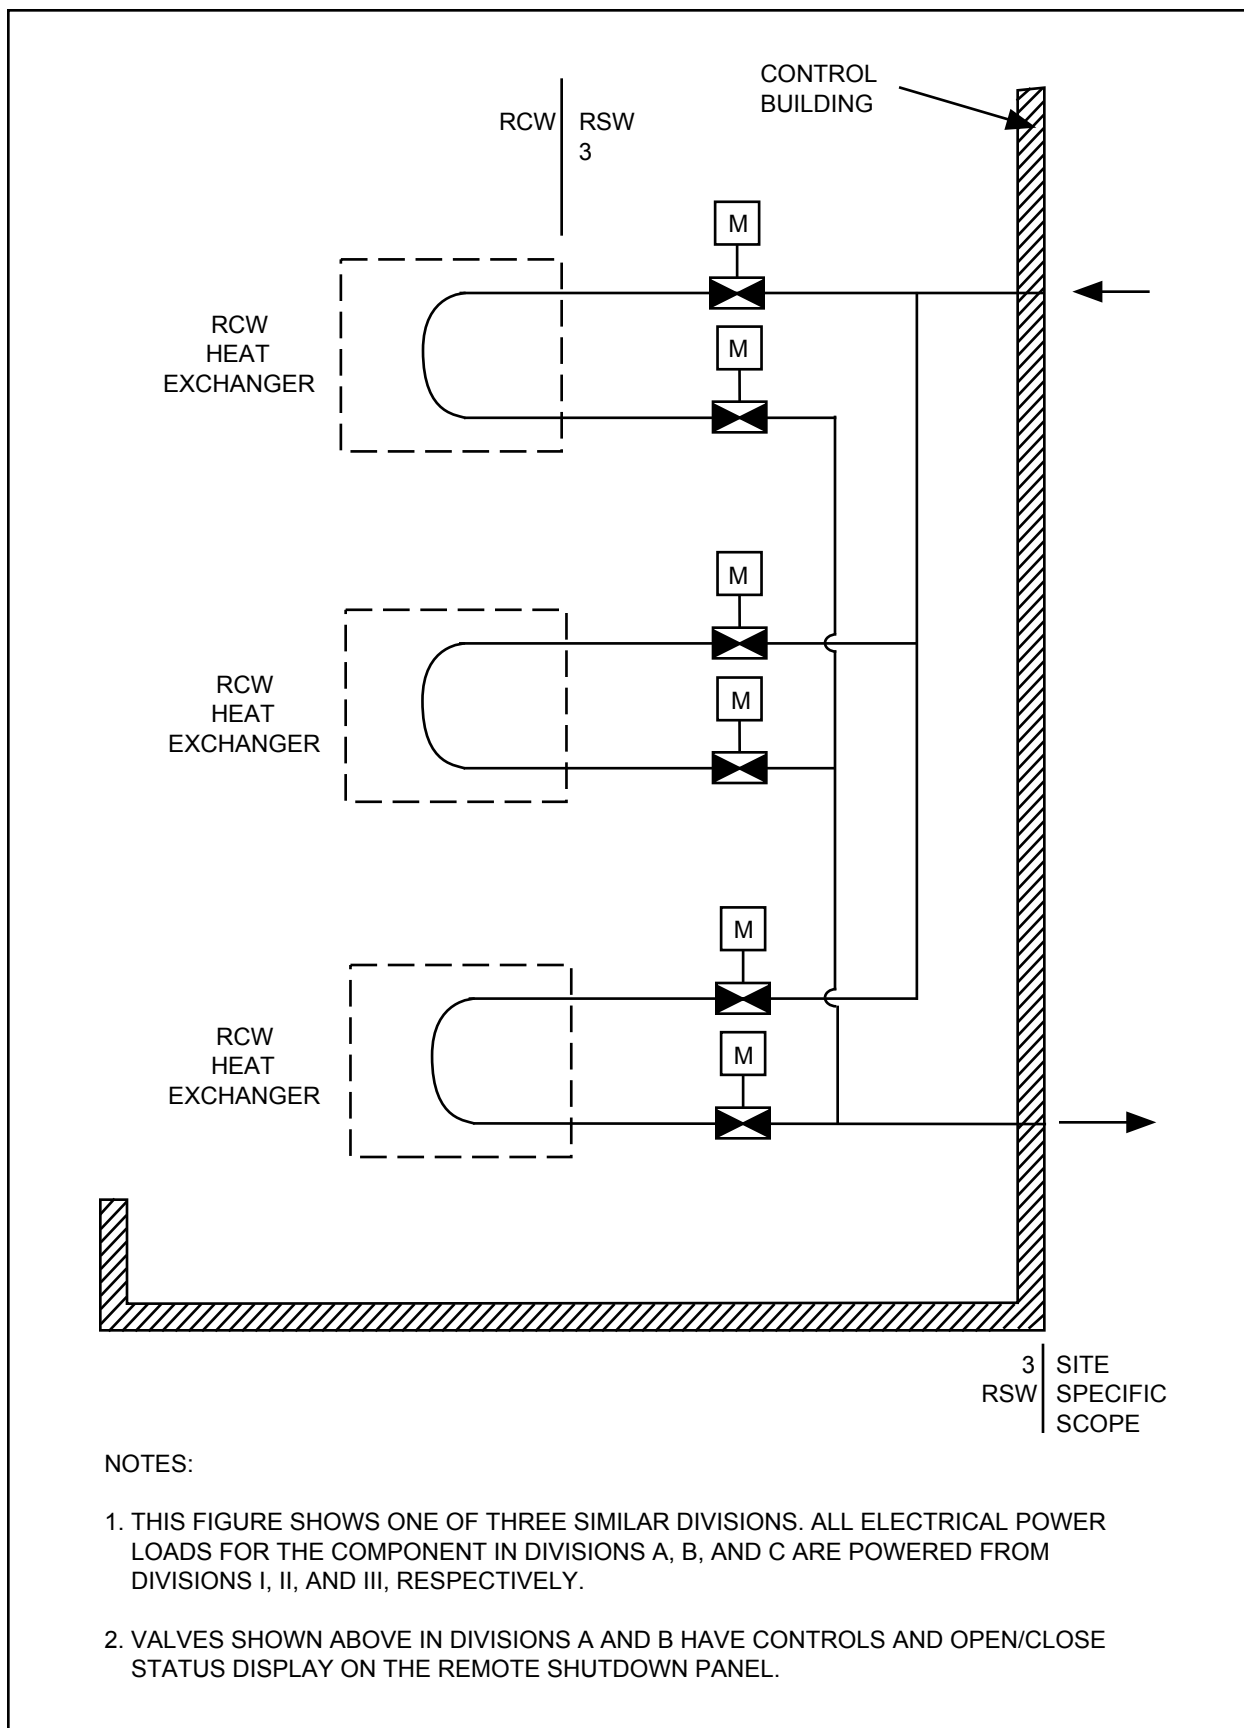 CONTROL
BUILDING
RCW
RSW
3
M
M
RCW
HEAT
EXCHANGER
M
M
RCW
HEAT
EXCHANGER
M
M
RCW
HEAT
EXCHANGER
3
RSW
SITE
SPECIFIC
SCOPE
NOTES:
1. THIS FIGURE SHOWS ONE OF THREE SIMILAR DIVISIONS. ALL ELECTRICAL POWER
LOADS FOR THE COMPONENT IN DIVISIONS A, B, AND C ARE POWERED FROM
DIVISIONS I, II, AND III, RESPECTIVELY.
2. VALVES SHOWN ABOVE IN DIVISIONS A AND B HAVE CONTROLS AND OPEN/CLOSE
STATUS DISPLAY ON THE REMOTE SHUTDOWN PANEL.